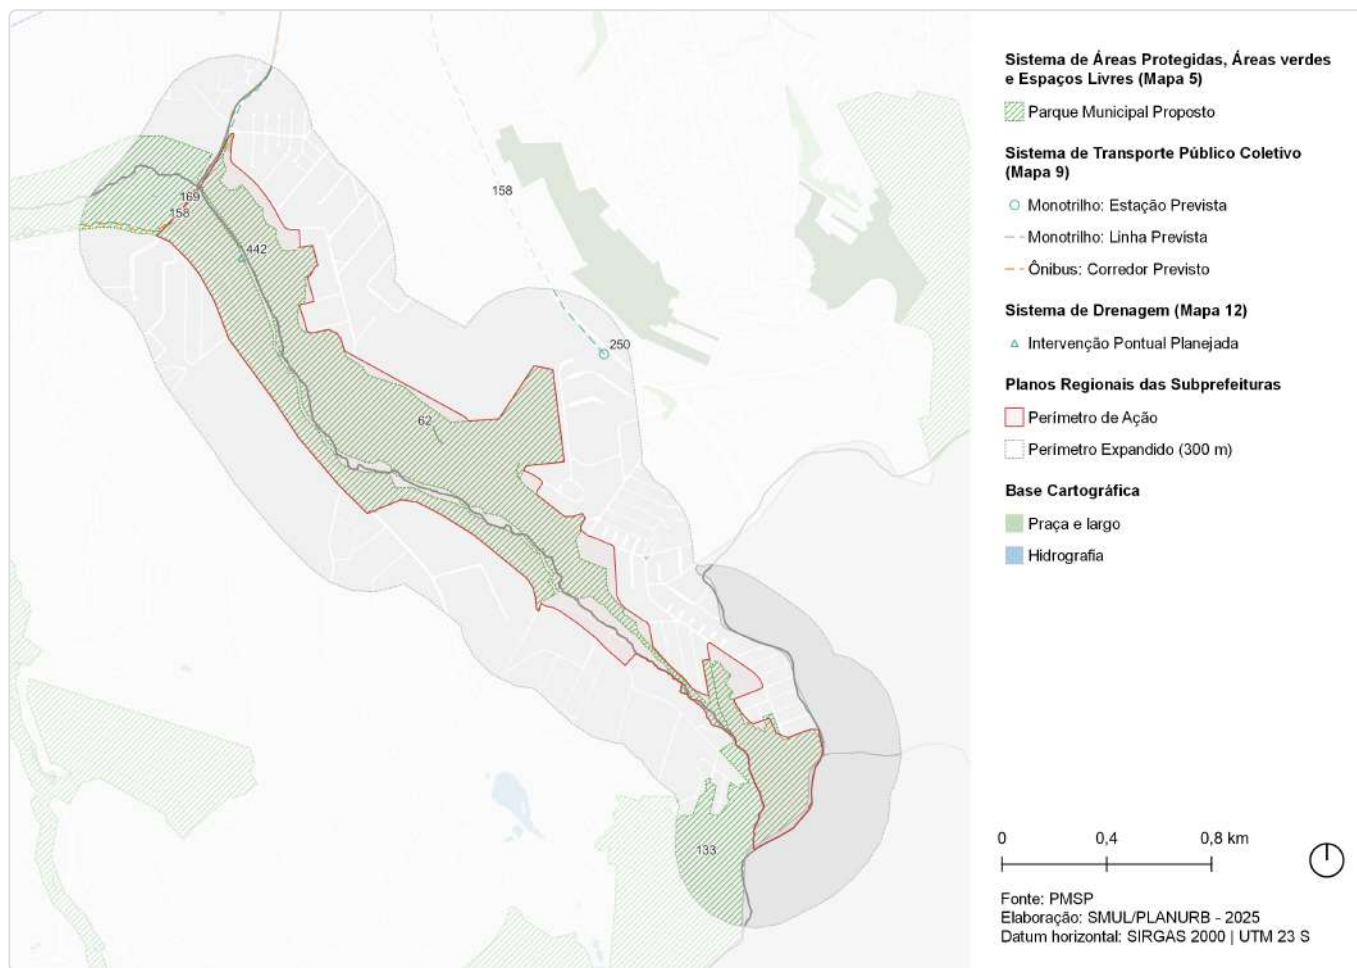 Sistema de Áreas Protegidas, Áreas verdes
e Espaços Livres (Mapa 5)
Parque Municipal Proposto
Sistema de Transporte Público Coletivo
(Mapa 9)
Monotrilho: Estação Prevista
Monotrilho: Linha Prevista
Ônibus: Corredor Previsto
Sistema de Drenagem (Mapa 12)
Intervenção Pontual Planejada
Planos Regionais das Subprefeituras
Perímetro de Ação
Perímetro Expandido (300 m)
Base Cartográfica
Praça e largo
Hidrografia
158
169
158
442
250
62
133
0 0,4 0,8 km
Fonte: PMSP
Elaboração: SMUL/PLANURB - 2025
Datum horizontal: SIRGAS 2000 | UTM 23 S